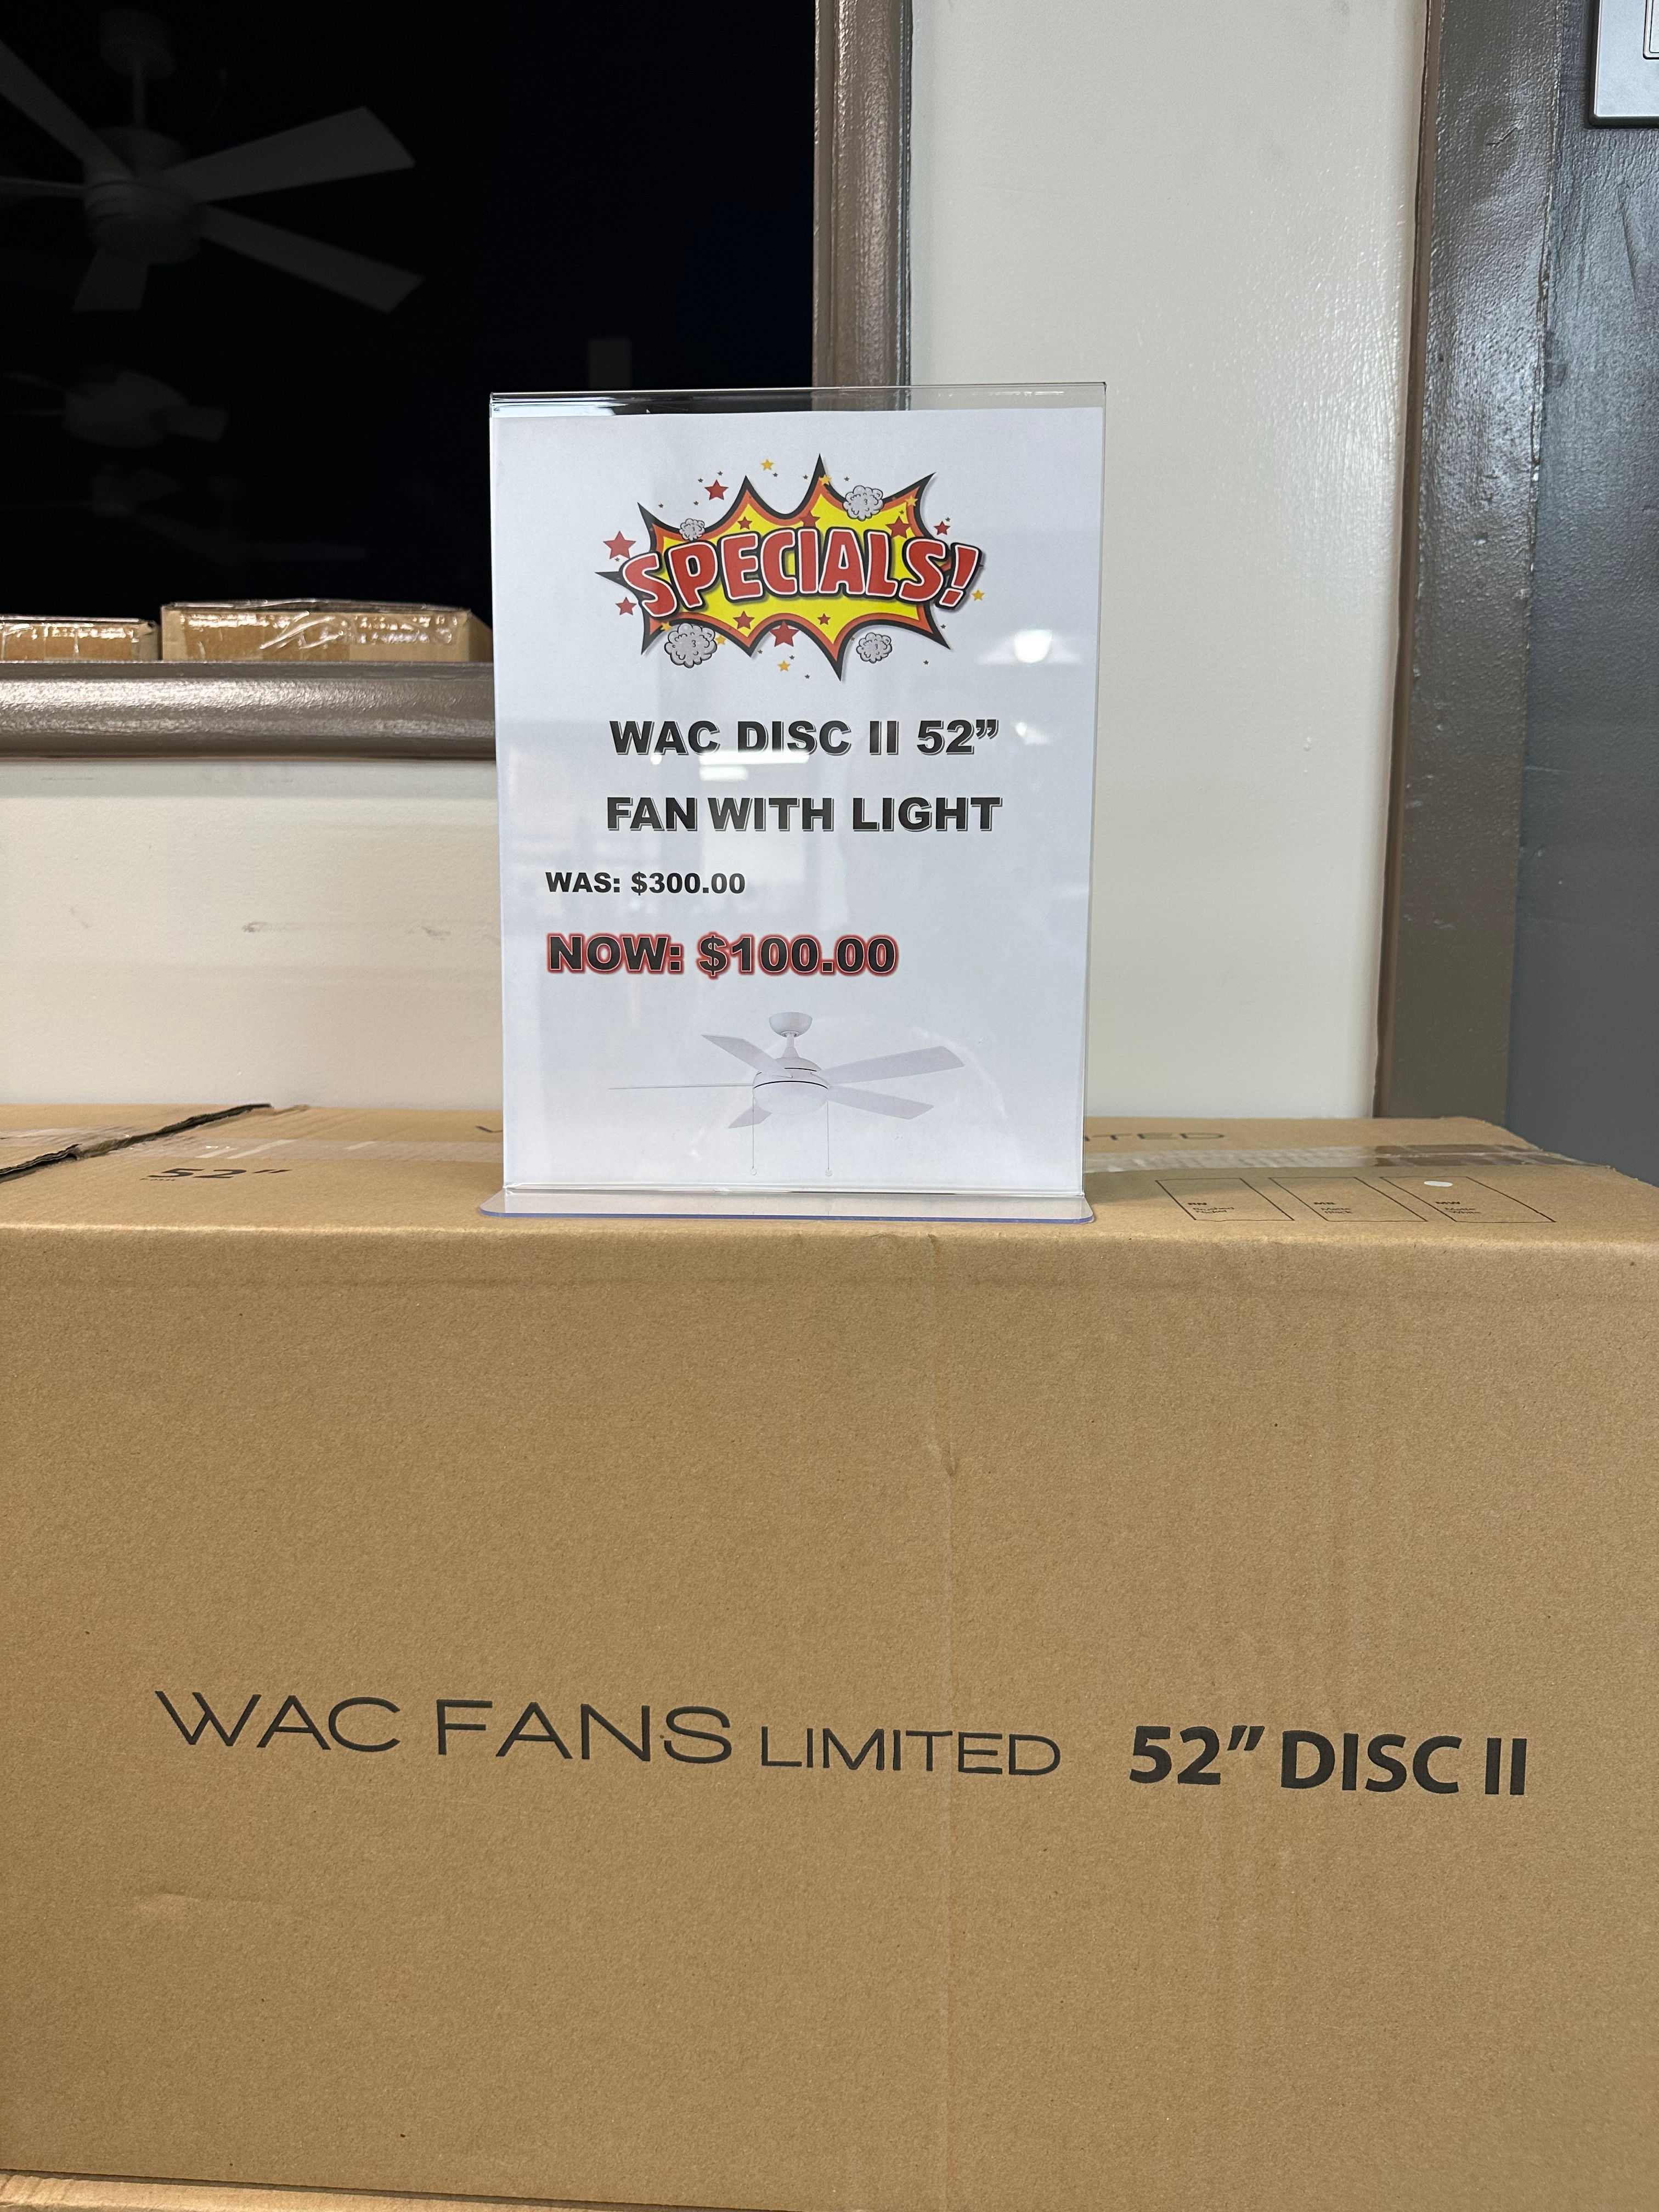 SPECIALS!
WAC DISC II 52”
FAN WITH LIGHT
WAS: $300.00
NOW: $100.00
52”
WAC FANS LIMITED 52” DISC II